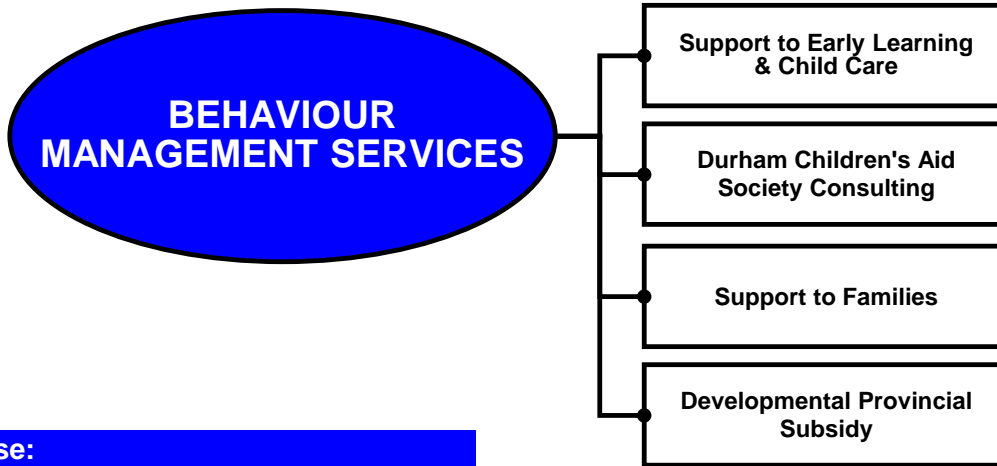 BEHAVIOUR
MANAGEMENT SERVICES
Support to Early Learning
& Child Care
Durham Children's Aid
Society Consulting
Support to Families
Developmental Provincial
Subsidy
se: